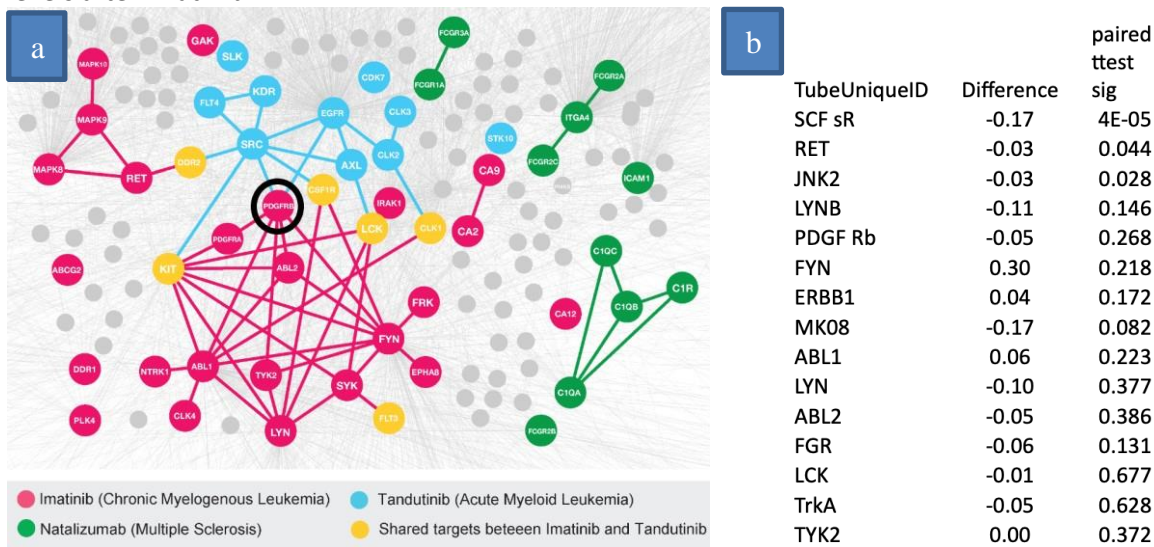 a
GAK
SLK
FCGR3A
MAPK10
FCGR1A
FCGR2A
CDK7
KDR
FLT4
EGFR
CLK3
MAPK9
ITGA4
STK10
SRC
CLK2
DDR2
AXL
FCGR2C
MAPK8
RET
CA9
ICAM1
CSF1R
PDGFRB
IRAK1
LCK
CLK1
CA2
PDGFRA
C1QC
KIT
ABL2
ABCG2
C1R
FRK
C1QB
CA12
FYN
DDR1
NTRK1
ABL1
TYK2
EPHA8
SYK
C1QA
PLK4
CLK4
FLT3
LYN
FCGR2B
Imatinib (Chronic Myelogenous Leukemia)
Tandutinib (Acute Myeloid Leukemia)
Natalizumab (Multiple Sclerosis)
Shared targets beteeen Imatinib and Tandutinib
b
paired
ttest
TubeUniqueID Difference sig
SCF sR -0.17 4E-05
RET -0.03 0.044
JNK2 -0.03 0.028
LYNB -0.11 0.146
PDGF Rb -0.05 0.268
FYN 0.30 0.218
ERBB1 0.04 0.172
MK08 -0.17 0.082
ABL1 0.06 0.223
LYN -0.10 0.377
ABL2 -0.05 0.386
FGR -0.06 0.131
LCK -0.01 0.677
TrkA -0.05 0.628
TYK2 0.00 0.372